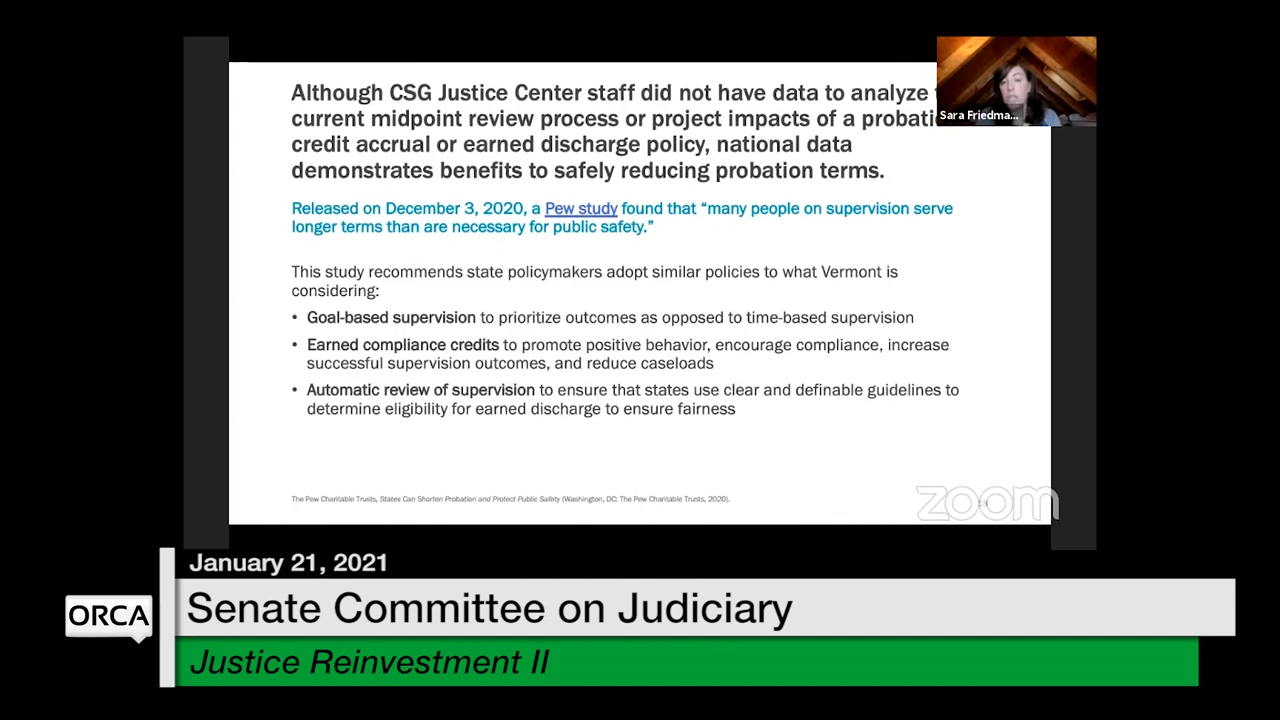 Although CSG Justice Center staff did not have data to analyze
current midpoint review process or project impacts of a
credit accrual or earned discharge policy, national data
demonstrates benefits to safely reducing probation terms.
Sara Friedma...
Released on December 3, 2020, a Pew study found that “many people on supervision serve
longer terms than are necessary for public safety.”
This study recommends state policymakers adopt similar policies to what Vermont is
considering:
• Goal-based supervision to prioritize outcomes as opposed to time-based supervision
• Earned compliance credits to promote positive behavior, encourage compliance, increase
successful supervision outcomes, and reduce caseloads
• Automatic review of supervision to ensure that states use clear and definable guidelines to
determine eligibility for earned discharge to ensure fairness
The Pew Charitable Trusts, States Can Shorten Probation and Protect Public Safety (Washington, DC: The Pew Charitable Trusts, 2020).
zoom
January 21, 2021
ORCA
Senate Committee on Judiciary
Justice Reinvestment II